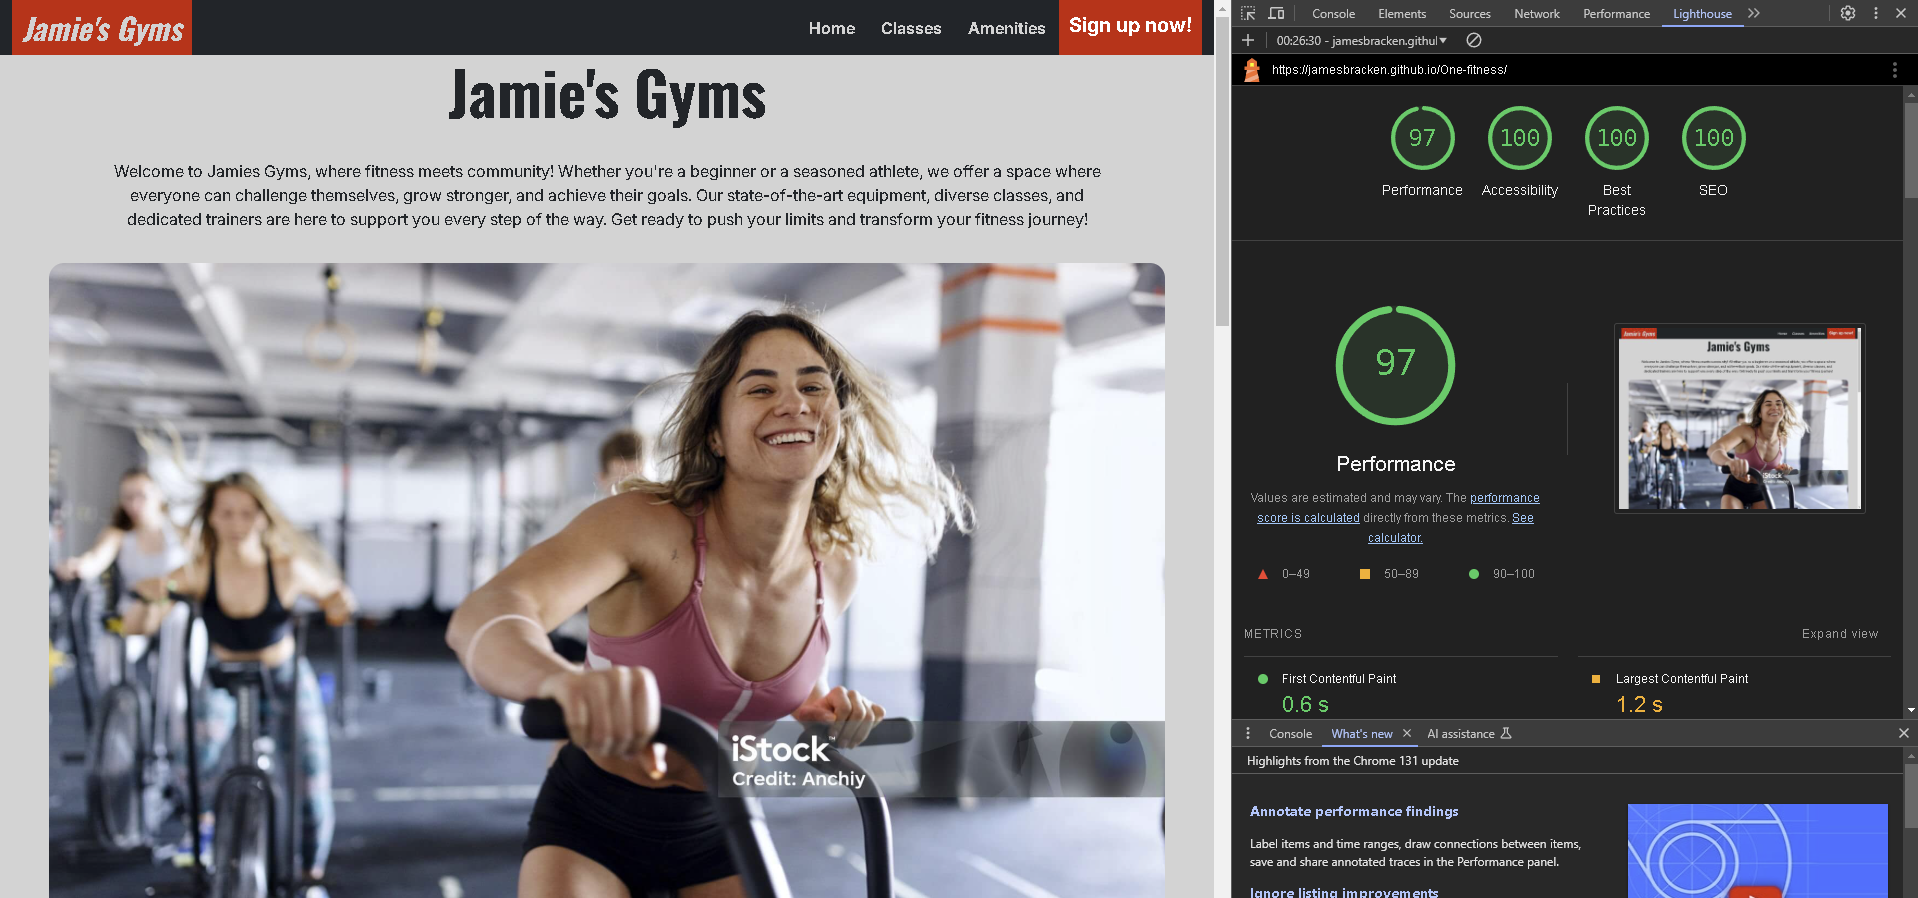 Jamie's Gyms
Home Classes Amenities Sign up now!
Jamie's Gyms
Welcome to Jamies Gyms, where fitness meets community! Whether you're a beginner or a seasoned athlete, we offer a space where
everyone can challenge themselves, grow stronger, and achieve their goals. Our state-of-the-art equipment, diverse classes, and
dedicated trainers are here to support you every step of the way. Get ready to push your limits and transform your fitness journey!
iStock™
Credit: Anchiy
Console Elements Sources Network Performance Lighthouse
00:26:30 - jamesbracken.githul
https://jamesbracken.github.io/One-fitness/
97 100 100 100
Performance Accessibility Best Practices SEO
97
Performance
Values are estimated and may vary. The performance
score is calculated directly from these metrics. See
calculator.
0–49 50–89 90–100
METRICS Expand view
First Contentful Paint Largest Contentful Paint
0.6 s 1.2 s
Console What's new AI assistance
Highlights from the Chrome 131 update
Annotate performance findings
Label items and time ranges, draw connections between items,
save and share annotated traces in the Performance panel.
Ignore listing improvements